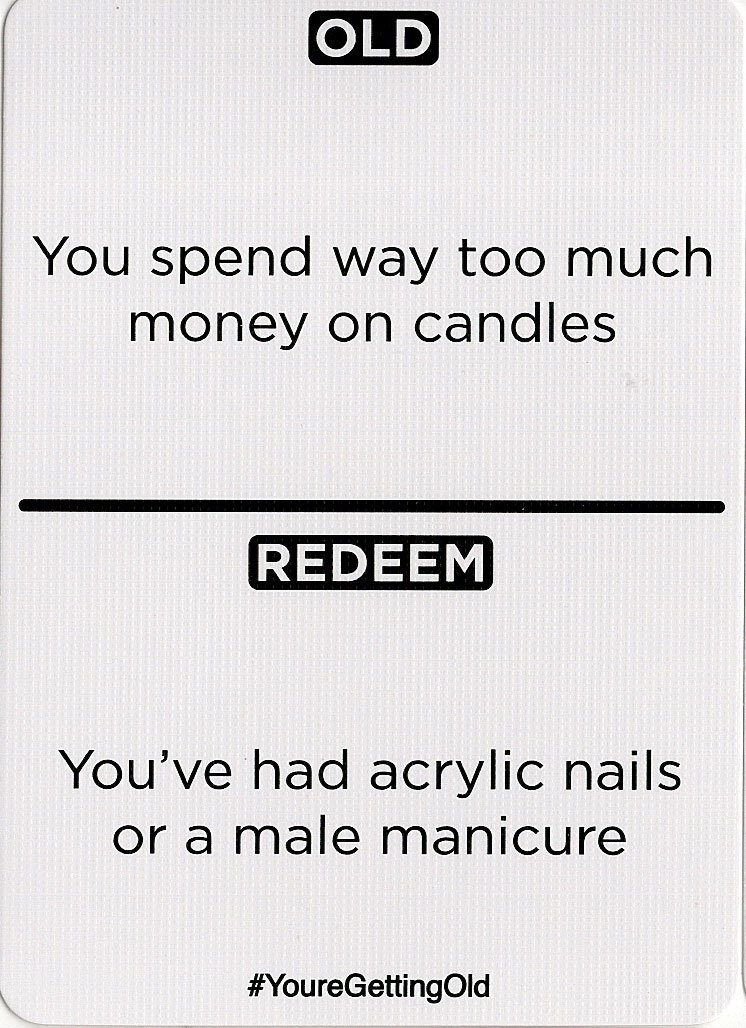 OLD
You spend way too much
money on candles
REDEEM
You've had acrylic nails
or a male manicure
#YoureGettingOld